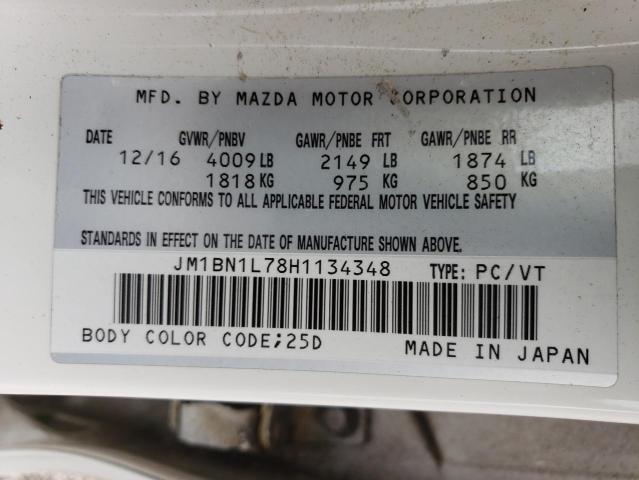 MFD. BY MAZDA MOTOR CORPORATION
DATE GVWR/PNBV GAWR/PNBE FRT GAWR/PNBE RR
12/16 4009 LB 2149 LB 1874 LB
1818 KG 975 KG 850 KG
THIS VEHICLE CONFORMS TO ALL APPLICABLE FEDERAL MOTOR VEHICLE SAFETY
STANDARDS IN EFFECT ON THE DATE OF MANUFACTURE SHOWN ABOVE.
JM1BN1L78H1134348 TYPE: PC/VT
BODY COLOR CODE;25D MADE IN JAPAN